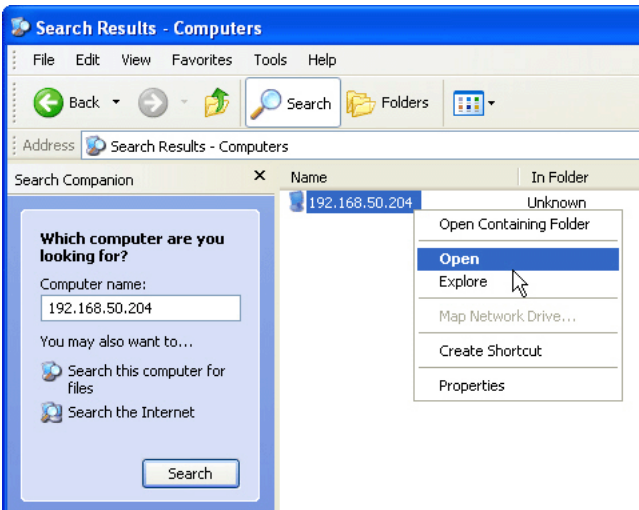 Search Results - Computers
File Edit View Favorites Tools Help
Back Search Folders
Address Search Results - Computers
Search Companion
Which computer are you
looking for?
Computer name:
192.168.50.204
You may also want to...
Search this computer for
files
Search the Internet
Search
Name In Folder
192.168.50.204 Unknown
Open Containing Folder
Open
Explore
Map Network Drive...
Create Shortcut
Properties